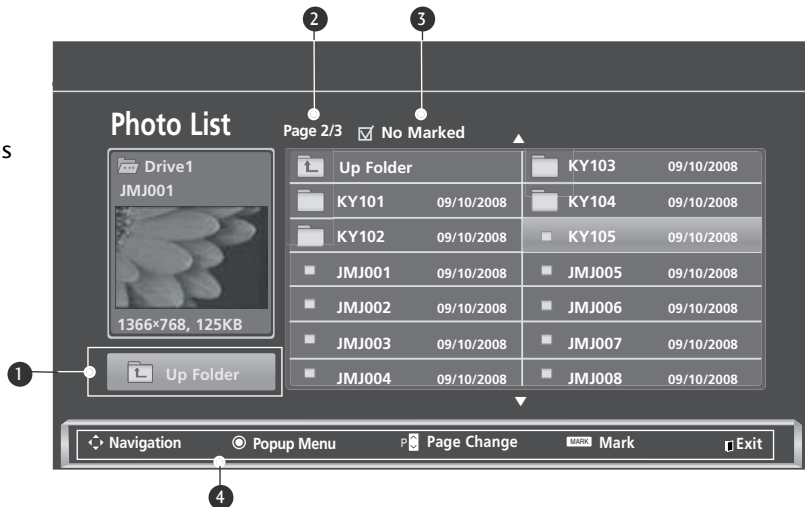 2 3
Photo List
Page 2/3 No Marked
s
Drive1
JMJ001
1366×768, 125KB
Up Folder
KY101 09/10/2008
KY102 09/10/2008
JMJ001 09/10/2008
JMJ002 09/10/2008
JMJ003 09/10/2008
JMJ004 09/10/2008
KY103 09/10/2008
KY104 09/10/2008
KY105 09/10/2008
JMJ005 09/10/2008
JMJ006 09/10/2008
JMJ007 09/10/2008
JMJ008 09/10/2008
1
Up Folder
Navigation Popup Menu P Page Change MARK Mark Exit
4